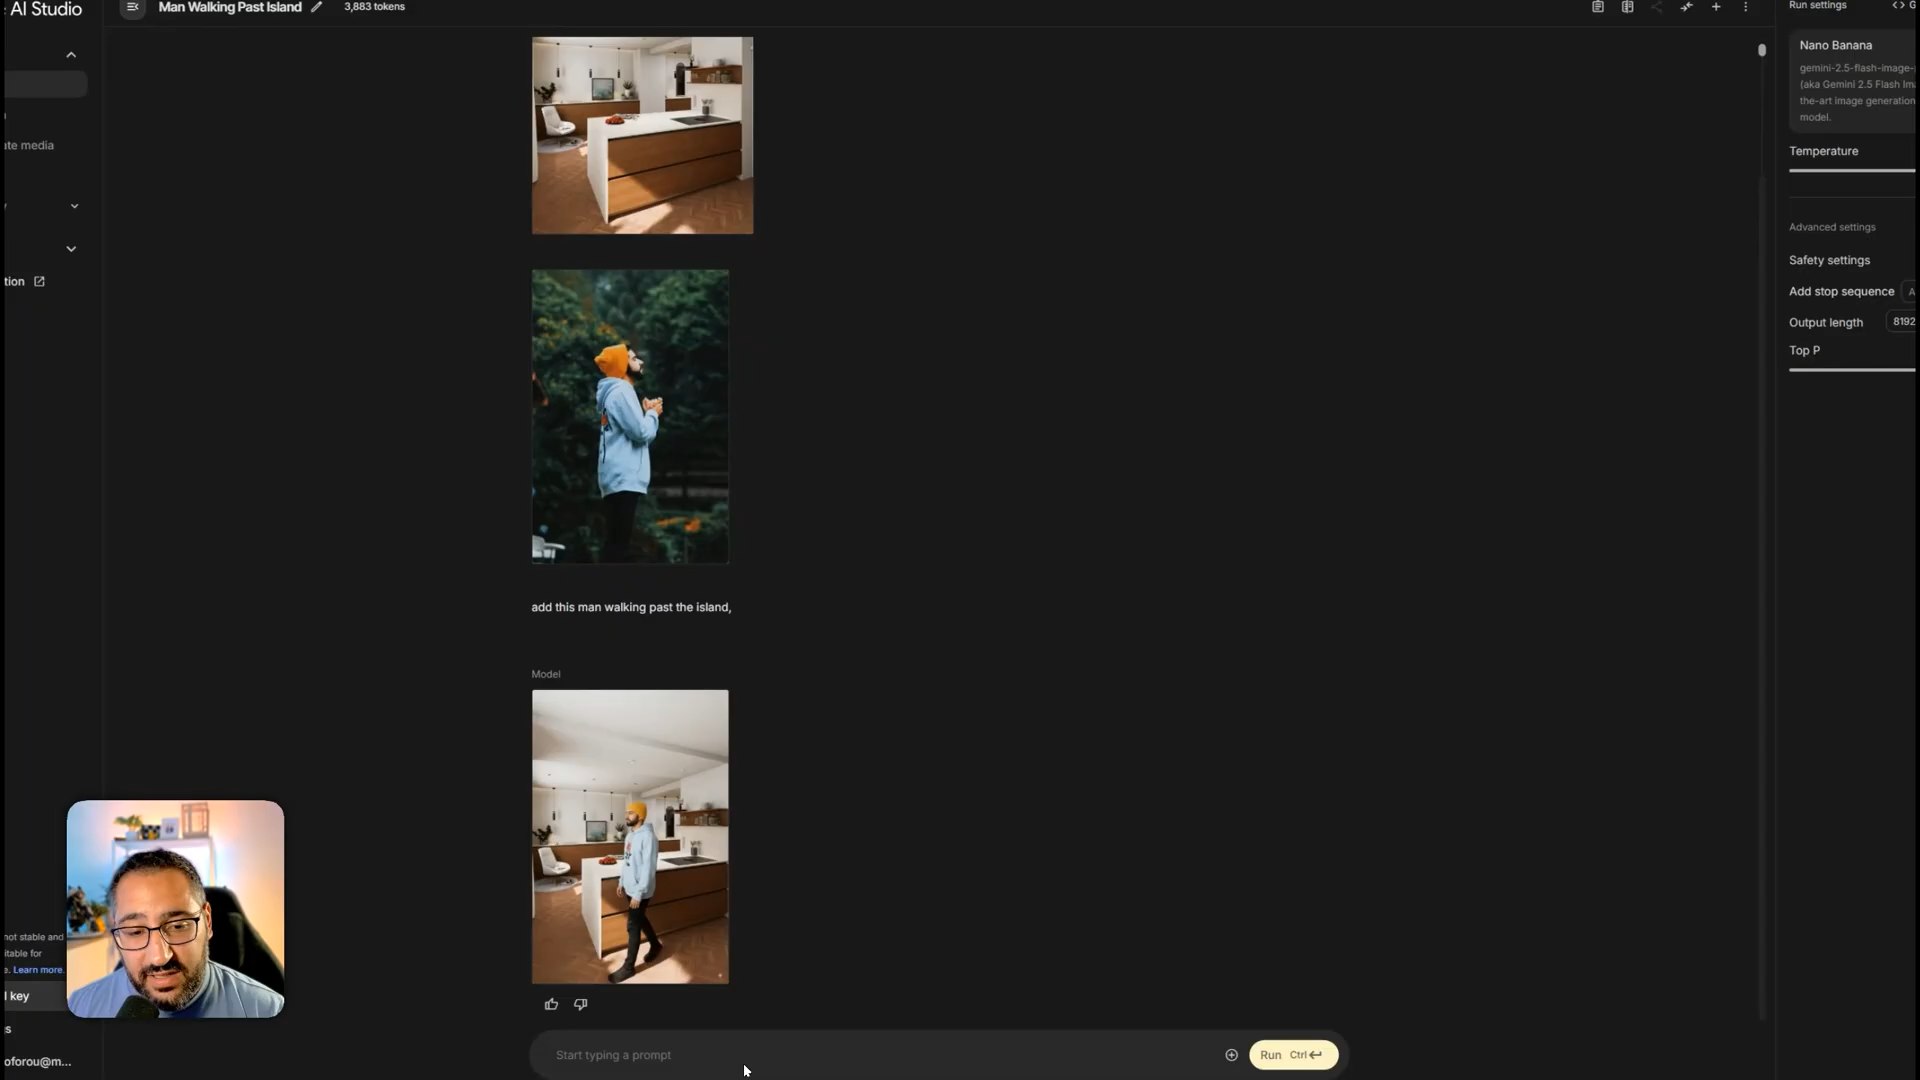 AI Studio
Man Walking Past Island
3,883 tokens
ate media
tion
add this man walking past the island,
Model
not stable and
itable for
e. Learn more.
l key
gs
oforou@m...
Start typing a prompt
Run Ctrl
Run settings
Nano Banana
gemini-2.5-flash-image-
(aka Gemini 2.5 Flash Ima
the-art image generation
model.
Temperature
Advanced settings
Safety settings
Add stop sequence
Output length 8192
Top P